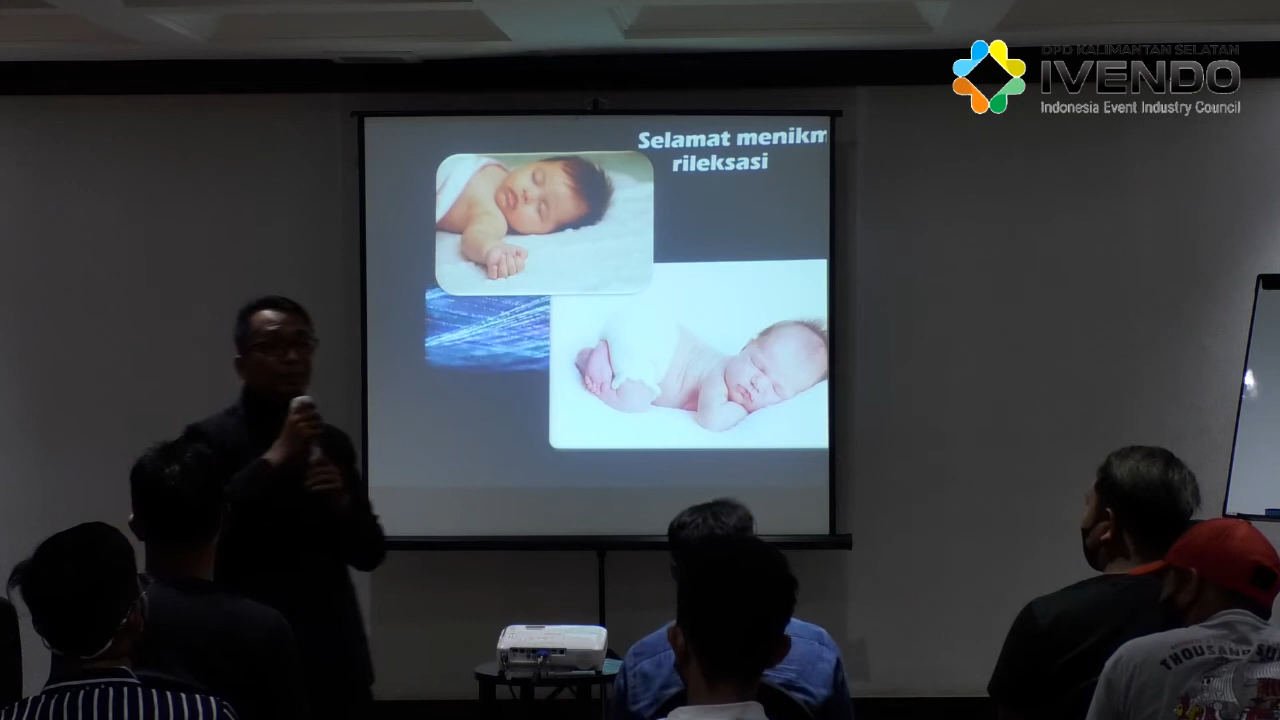 DPD KALIMANTAN SELATAN
IVENDO
Indonesia Event Industry Council
Selamat menikm
rileksasi
THOUSAND